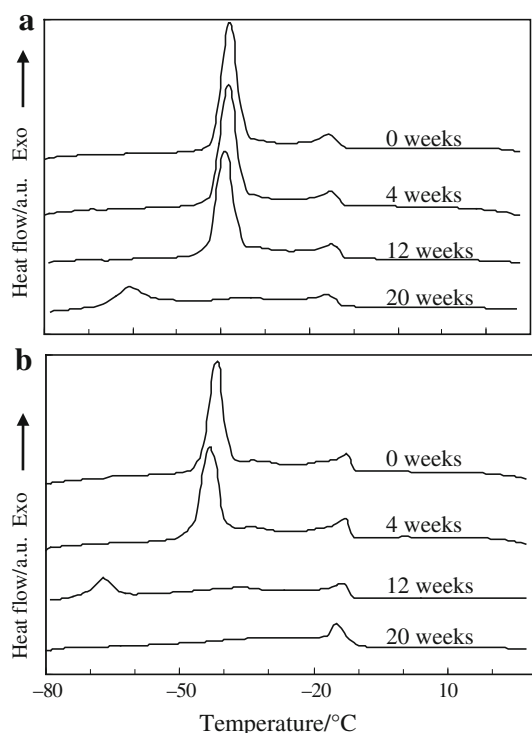 a
Heat flow/a.u. Exo
0 weeks
4 weeks
12 weeks
20 weeks
b
Heat flow/a.u. Exo
0 weeks
4 weeks
12 weeks
20 weeks
−80 −50 −20 10
Temperature/°C